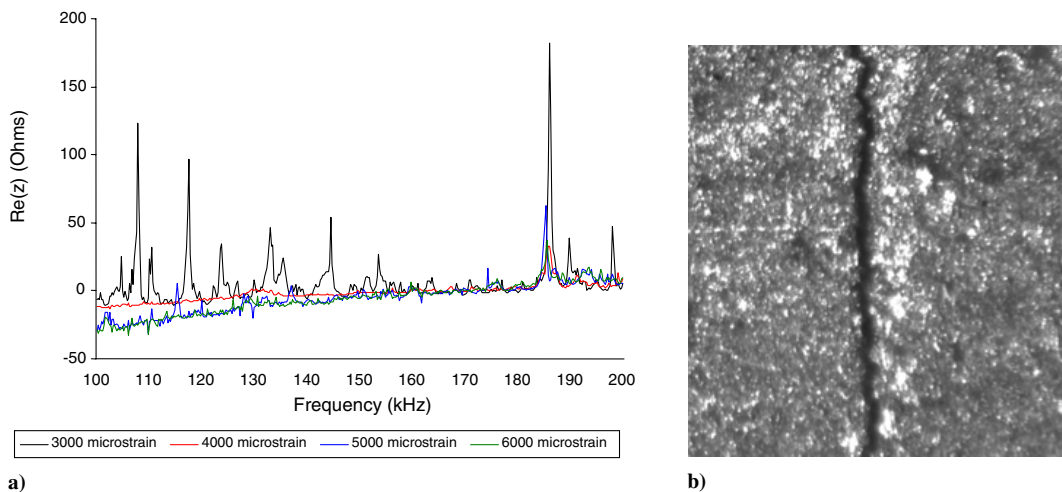 200
150
100
50
0
-50
Re(z) (Ohms)
100 110 120 130 140 150 160 170 180 190 200
Frequency (kHz)
3000 microstrain 4000 microstrain 5000 microstrain 6000 microstrain
a)
b)